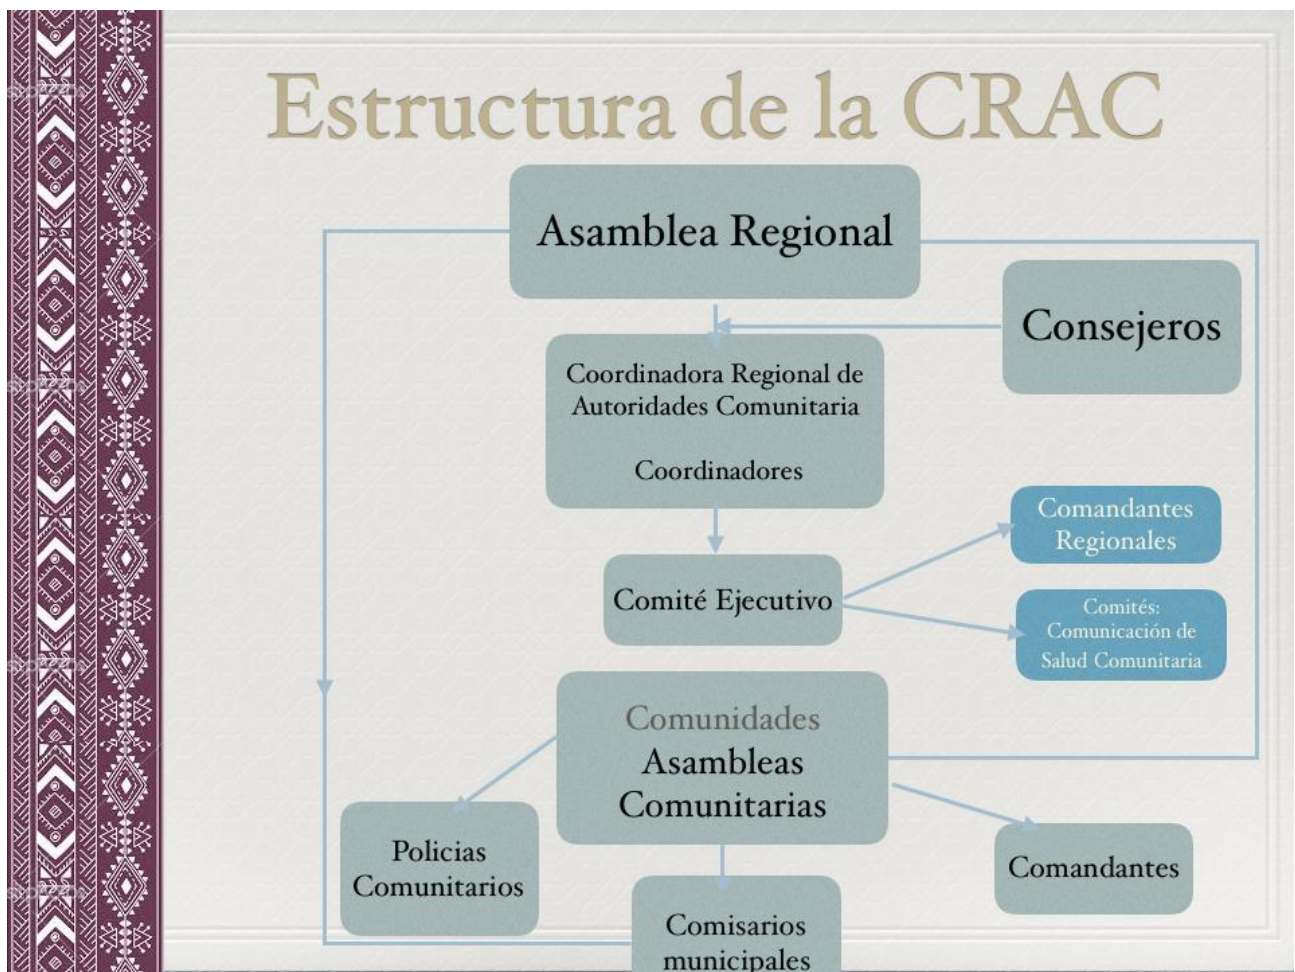 Estructura de la CRAC
Asamblea Regional
Consejeros
Coordinadora Regional de
Autoridades Comunitaria
Coordinadores
Comandantes
Regionales
Comité Ejecutivo
Comités:
Comunicación de
Salud Comunitaria
Comunidades
Asambleas
Comunitarias
Policias
Comunitarios
Comandantes
Comisarios
municipales